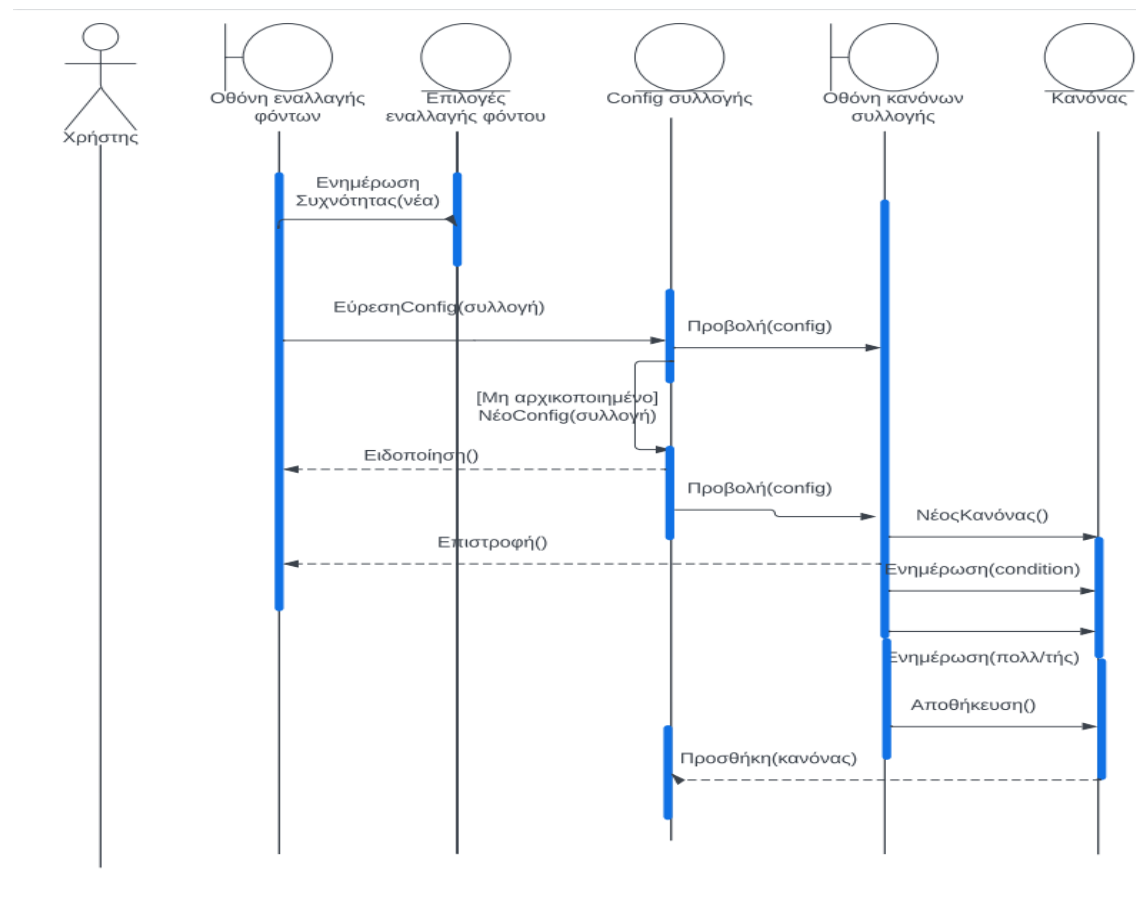 Οθόνη εναλλαγής
φόντων
Επιλογές
εναλλαγής φόντου
Config συλλογής
Οθόνη κανόνων
συλλογής
Κανόνας
Χρήστης
Ενημέρωση
Συχνότητας(νέα)
ΕύρεσηConfig(συλλογή)
Προβολή(config)
[Μη αρχικοποιημένο]
ΝέοConfig(συλλογή)
Ειδοποίηση()
Προβολή(config)
ΝέοςΚανόνας()
Επιστροφή()
Ενημέρωση(condition)
Ενημέρωση(πολλ/τής)
Αποθήκευση()
Προσθήκη(κανόνας)